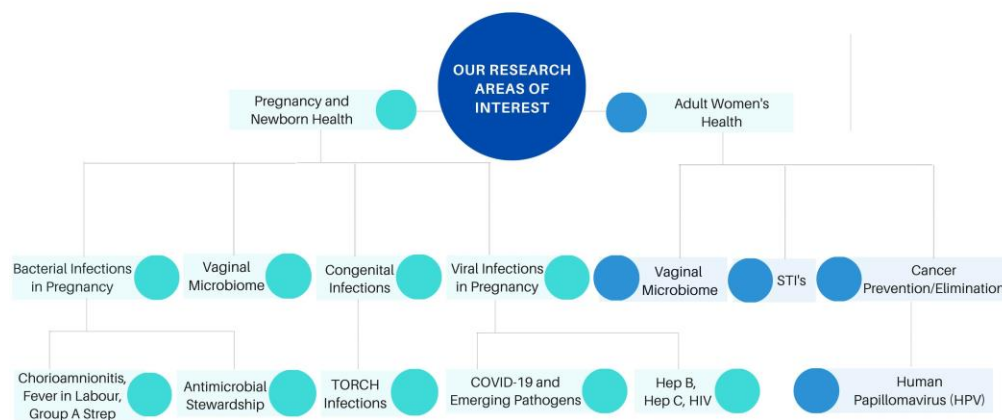 OUR RESEARCH
AREAS OF
INTEREST
Pregnancy and
Newborn Health
Adult Women's
Health
Bacterial Infections
in Pregnancy
Vaginal
Microbiome
Congenital
Infections
Viral Infections
in Pregnancy
Vaginal
Microbiome
STI's
Cancer
Prevention/Elimination
Chorioamnionitis,
Fever in Labour,
Group A Strep
Antimicrobial
Stewardship
TORCH
Infections
COVID-19 and
Emerging Pathogens
Hep B,
Hep C, HIV
Human
Papillomavirus (HPV)